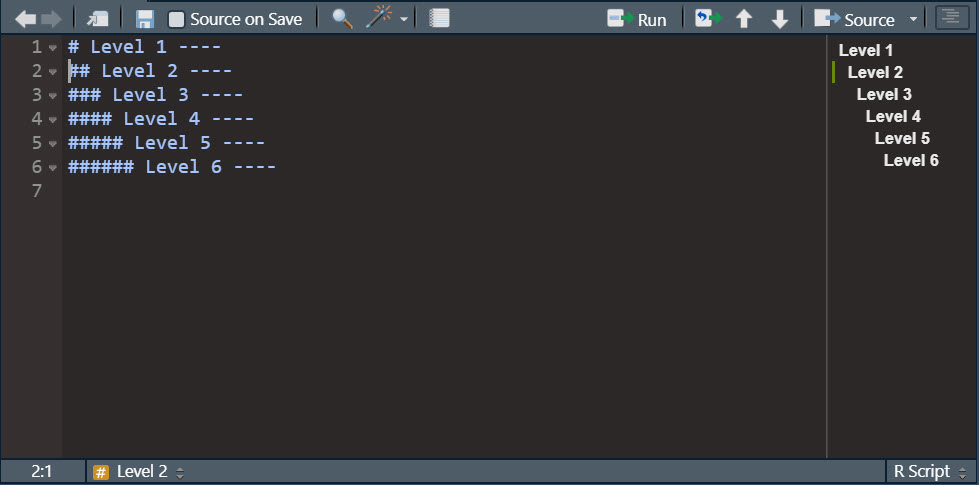 Source on Save Run Source
1 # Level 1 ----
2 ## Level 2 ----
3 ### Level 3 ----
4 #### Level 4 ----
5 ##### Level 5 ----
6 ###### Level 6 ----
7
Level 1
Level 2
Level 3
Level 4
Level 5
Level 6
2:1 # Level 2 R Script